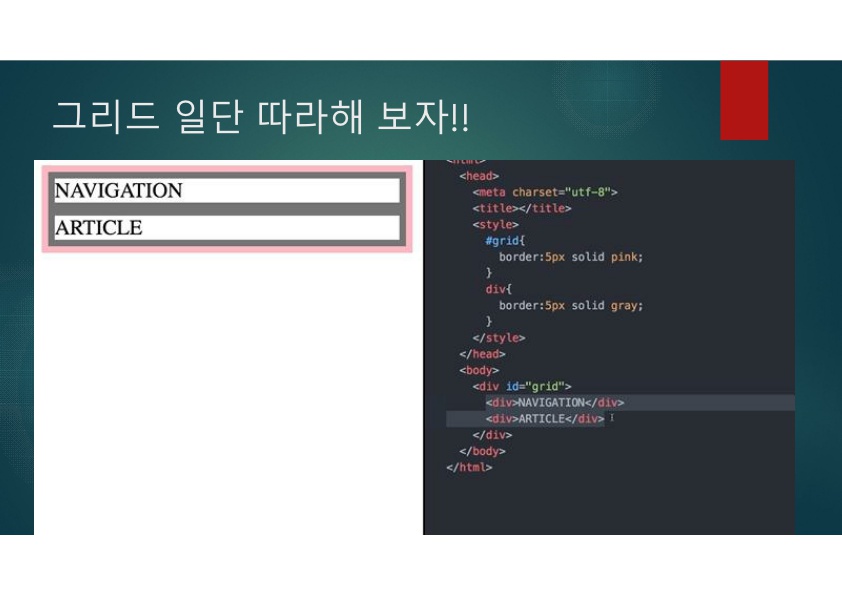 그리드 일단 따라해 보자!!
NAVIGATION
ARTICLE
<html>
<head>
<meta charset="utf-8">
<title></title>
<style>
#grid{
border:5px solid pink;
}
div{
border:5px solid gray;
}
</style>
</head>
<body>
<div id="grid">
<div>NAVIGATION</div>
<div>ARTICLE</div>
</div>
</body>
</html>